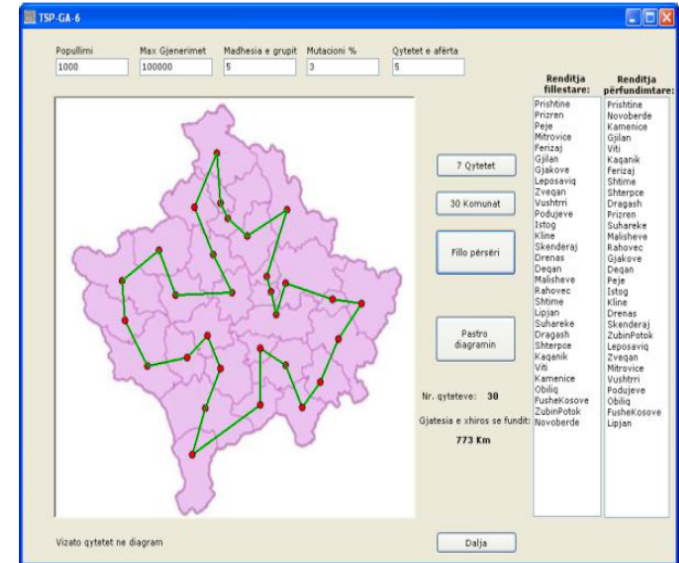 TSP-GA-6
Popullimi
Max Gjenerimet
Madhesia e grupit
Mutacioni %
Qytetet e afërta
1000
100000
5
3
5
7 Qytetet
30 Komunat
Fillo përsëri
Pastro
diagramin
Nr. qyteteve: 30
Gjatesia e xhiros se fundit:
773 Km
Dalja
Vizato qytetet ne diagram
Renditja
fillestare:
Prishtine
Prizren
Peje
Mitrovice
Ferizaj
Gjilan
Gjakove
Leposaviq
Zveqan
Vushtrri
Podujeve
Istog
Kline
Skenderaj
Drenas
Deqan
Malisheve
Rahovec
Shtime
Lipjan
Suhareke
Dragash
Shterpce
Kaqanik
Viti
Kamenice
Obiliq
FusheKosove
ZubinPotok
Novoberde
Renditja
përfundimtare:
Prishtine
Novoberde
Kamenice
Gjilan
Viti
Kaqanik
Ferizaj
Shtime
Shterpce
Dragash
Prizren
Suhareke
Malisheve
Rahovec
Gjakove
Deqan
Peje
Istog
Kline
Drenas
Skenderaj
ZubinPotok
Leposaviq
Zveqan
Mitrovice
Vushtrri
Podujeve
Obiliq
FusheKosove
Lipjan